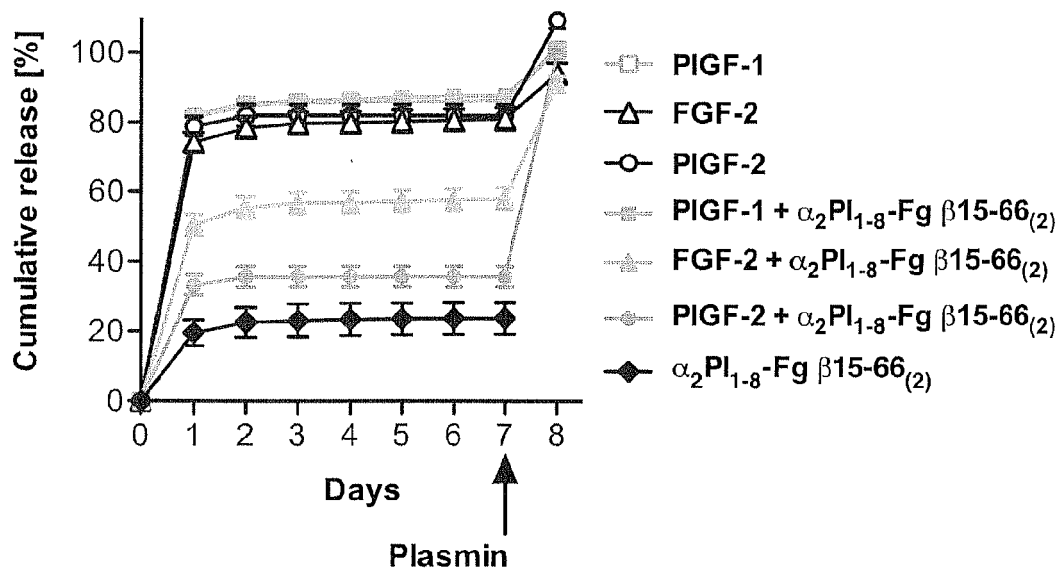 Cumulative release [%]
100
80
60
40
20
0
0 1 2 3 4 5 6 7 8
Days
Plasmin
PlGF-1
FGF-2
PlGF-2
PlGF-1 + α₂PI₁₋₈-Fg β15-66₍₂₎
FGF-2 + α₂PI₁₋₈-Fg β15-66₍₂₎
PlGF-2 + α₂PI₁₋₈-Fg β15-66₍₂₎
α₂PI₁₋₈-Fg β15-66₍₂₎